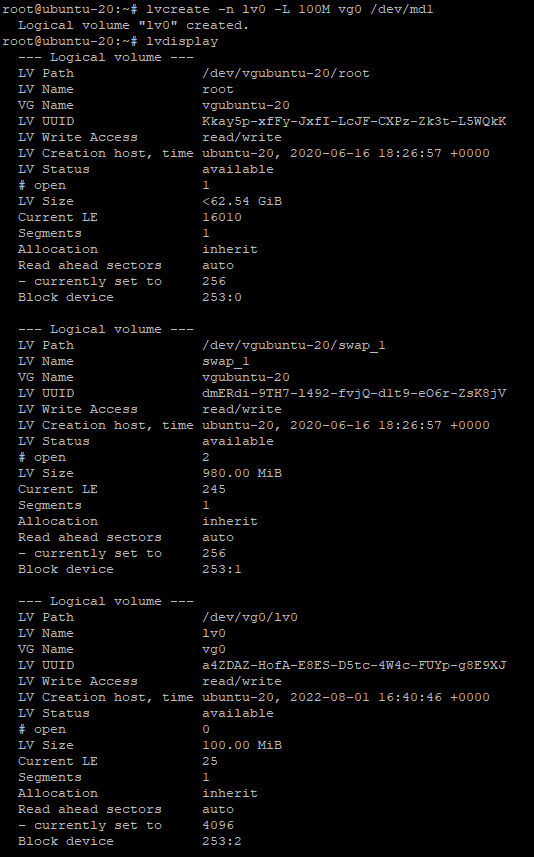 root@ubuntu-20:~# lvcreate -n lv0 -L 100M vg0 /dev/md1
  Logical volume "lv0" created.
root@ubuntu-20:~# lvdisplay
  --- Logical volume ---
  LV Path                /dev/vgubuntu-20/root
  LV Name                root
  VG Name                vgubuntu-20
  LV UUID                Kkay5p-xfFy-JxfI-LcJF-CXPz-Zk3t-L5WQkK
  LV Write Access        read/write
  LV Creation host, time ubuntu-20, 2020-06-16 18:26:57 +0000
  LV Status              available
  # open                 1
  LV Size                <62.54 GiB
  Current LE             16010
  Segments               1
  Allocation             inherit
  Read ahead sectors     auto
  - currently set to     256
  Block device           253:0

  --- Logical volume ---
  LV Path                /dev/vgubuntu-20/swap_1
  LV Name                swap_1
  VG Name                vgubuntu-20
  LV UUID                dmERdi-9TH7-1492-fvjQ-d1t9-eO6r-ZsK8jV
  LV Write Access        read/write
  LV Creation host, time ubuntu-20, 2020-06-16 18:26:57 +0000
  LV Status              available
  # open                 2
  LV Size                980.00 MiB
  Current LE             245
  Segments               1
  Allocation             inherit
  Read ahead sectors     auto
  - currently set to     256
  Block device           253:1

  --- Logical volume ---
  LV Path                /dev/vg0/lv0
  LV Name                lv0
  VG Name                vg0
  LV UUID                a4ZDAZ-HofA-E8ES-D5tc-4W4c-FUYp-g8E9XJ
  LV Write Access        read/write
  LV Creation host, time ubuntu-20, 2022-08-01 16:40:46 +0000
  LV Status              available
  # open                 0
  LV Size                100.00 MiB
  Current LE             25
  Segments               1
  Allocation             inherit
  Read ahead sectors     auto
  - currently set to     4096
  Block device           253:2